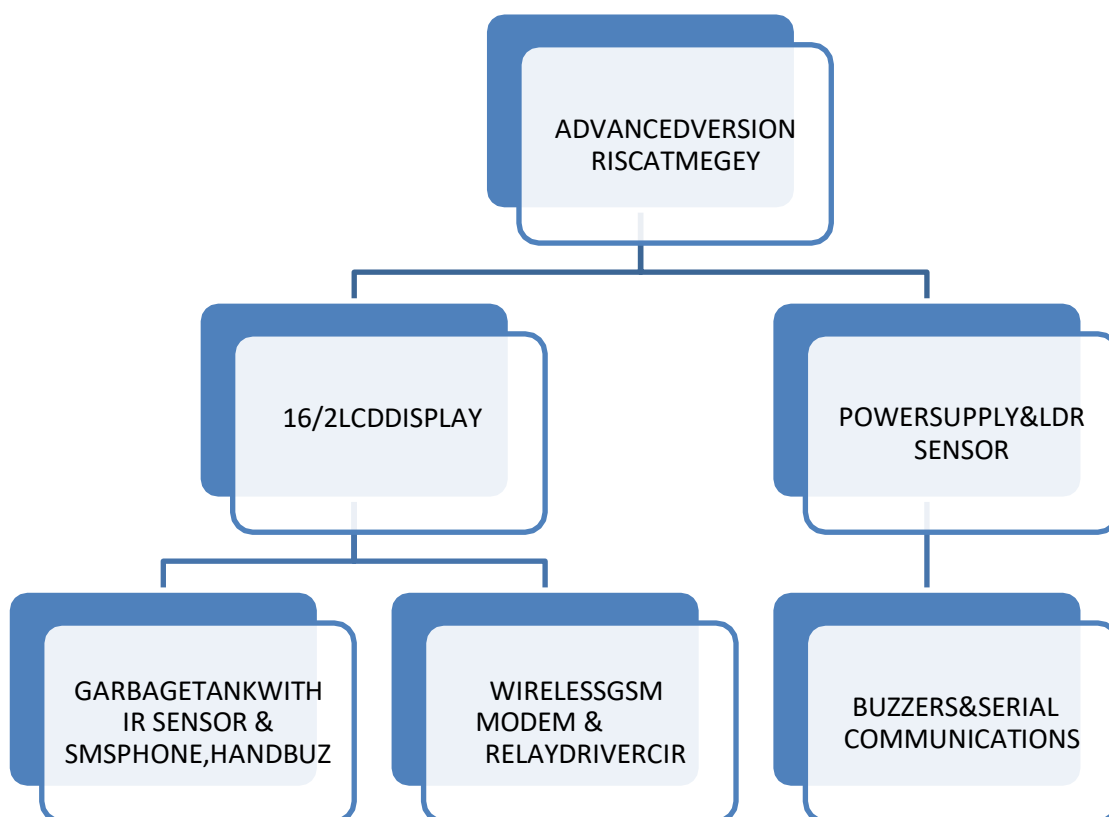 ADVANCEDVERSION
RISCATMEGEY
16/2LCDDISPLAY
POWERSUPPLY&LDR
SENSOR
GARBAGETANKWITH
IR SENSOR &
SMSPHONE,HANDBUZ
WIRELESSGSM
MODEM &
RELAYDRIVERCIR
BUZZERS&SERIAL
COMMUNICATIONS